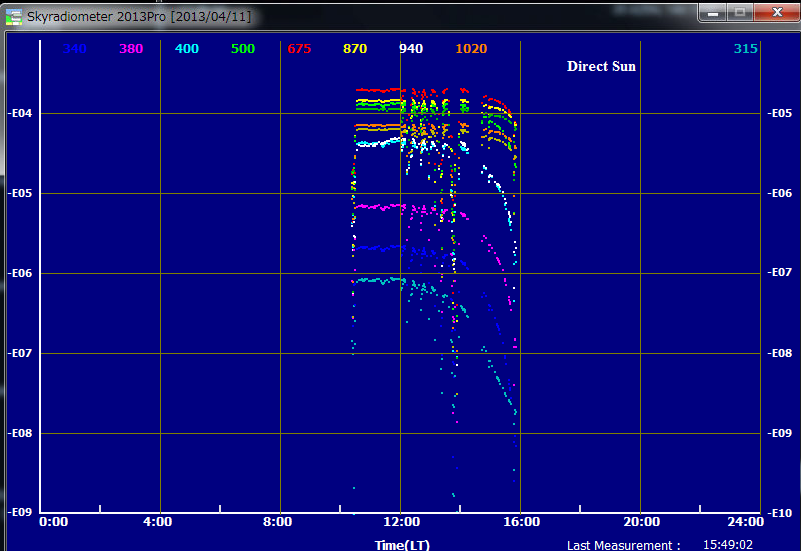 Skyradiometer 2013Pro [2013/04/11]
340 380 400 500 675 870 940 1020 315
Direct Sun
-E04 -E05
-E05 -E06
-E06 -E07
-E07 -E08
-E08 -E09
-E09 -E10
0:00 4:00 8:00 12:00 16:00 20:00 24:00
Time(LT)
Last Measurement : 15:49:02